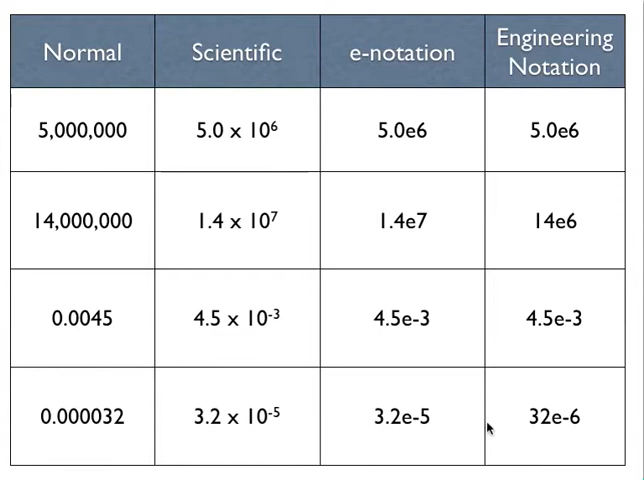 Normal Scientific e-notation Engineering Notation
5,000,000 5.0 x 10⁶ 5.0e6 5.0e6
14,000,000 1.4 x 10⁷ 1.4e7 14e6
0.0045 4.5 x 10⁻³ 4.5e-3 4.5e-3
0.000032 3.2 x 10⁻⁵ 3.2e-5 32e-6